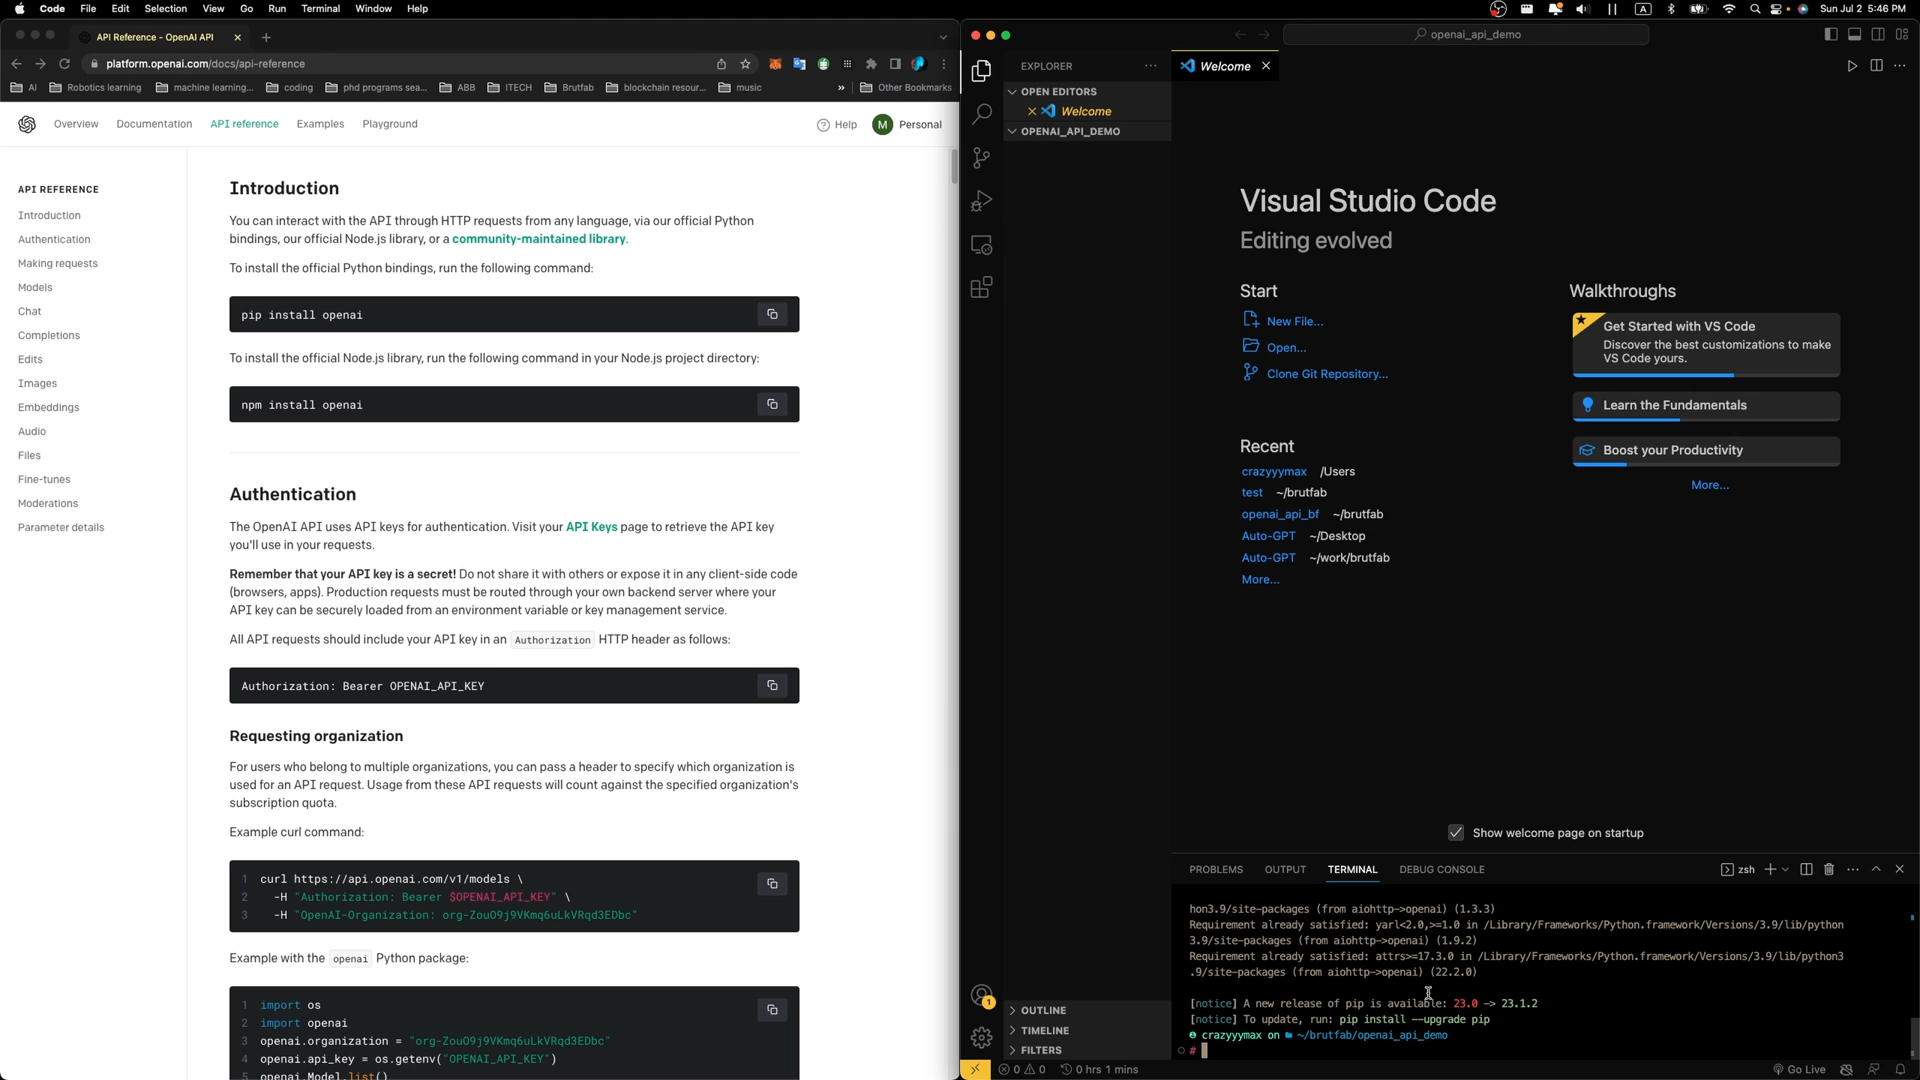 Code File Edit Selection View Go Run Terminal Window Help
A Sun Jul 2 5:46 PM
API Reference - OpenAI API
platform.openai.com/docs/api-reference
AI Robotics learning machine learning... coding phd programs sea... ABB ITECH Brutfab blockchain resour... music » Other Bookmarks
Overview Documentation API reference Examples Playground Help M Personal
API REFERENCE
Introduction
Authentication
Making requests
Models
Chat
Completions
Edits
Images
Embeddings
Audio
Files
Fine-tunes
Moderations
Parameter details
Introduction
You can interact with the API through HTTP requests from any language, via our official Python
bindings, our official Node.js library, or a community-maintained library.
To install the official Python bindings, run the following command:
pip install openai
To install the official Node.js library, run the following command in your Node.js project directory:
npm install openai
Authentication
The OpenAI API uses API keys for authentication. Visit your API Keys page to retrieve the API key
you'll use in your requests.
Remember that your API key is a secret! Do not share it with others or expose it in any client-side code
(browsers, apps). Production requests must be routed through your own backend server where your
API key can be securely loaded from an environment variable or key management service.
All API requests should include your API key in an Authorization HTTP header as follows:
Authorization: Bearer OPENAI_API_KEY
Requesting organization
For users who belong to multiple organizations, you can pass a header to specify which organization is
used for an API request. Usage from these API requests will count against the specified organization's
subscription quota.
Example curl command:
1 curl https://api.openai.com/v1/models \
2 -H "Authorization: Bearer $OPENAI_API_KEY" \
3 -H "OpenAI-Organization: org-ZouO9j9VKmq6uLkVRqd3EDbc"
Example with the openai Python package:
1 import os
2 import openai
3 openai.organization = "org-ZouO9j9VKmq6uLkVRqd3EDbc"
4 openai.api_key = os.getenv("OPENAI_API_KEY")
5 openai.Model.list()
openai_api_demo
EXPLORER
OPEN EDITORS
Welcome
OPENAI_API_DEMO
OUTLINE
TIMELINE
FILTERS
1
Welcome
Visual Studio Code
Editing evolved
Start
New File...
Open...
Clone Git Repository...
Recent
crazyyymax /Users
test ~/brutfab
openai_api_bf ~/brutfab
Auto-GPT ~/Desktop
Auto-GPT ~/work/brutfab
More...
Walkthroughs
Get Started with VS Code
Discover the best customizations to make
VS Code yours.
Learn the Fundamentals
Boost your Productivity
More...
Show welcome page on startup
PROBLEMS OUTPUT TERMINAL DEBUG CONSOLE zsh
hon3.9/site-packages (from aiohttp->openai) (1.3.3)
Requirement already satisfied: yarl<2.0,>=1.0 in /Library/Frameworks/Python.framework/Versions/3.9/lib/python
3.9/site-packages (from aiohttp->openai) (1.9.2)
Requirement already satisfied: attrs>=17.3.0 in /Library/Frameworks/Python.framework/Versions/3.9/lib/python3
.9/site-packages (from aiohttp->openai) (22.2.0)
[notice] A new release of pip is available: 23.0 -> 23.1.2
[notice] To update, run: pip install --upgrade pip
crazyyymax on ~/brutfab/openai_api_demo
#
0 0 0 hrs 1 mins Go Live